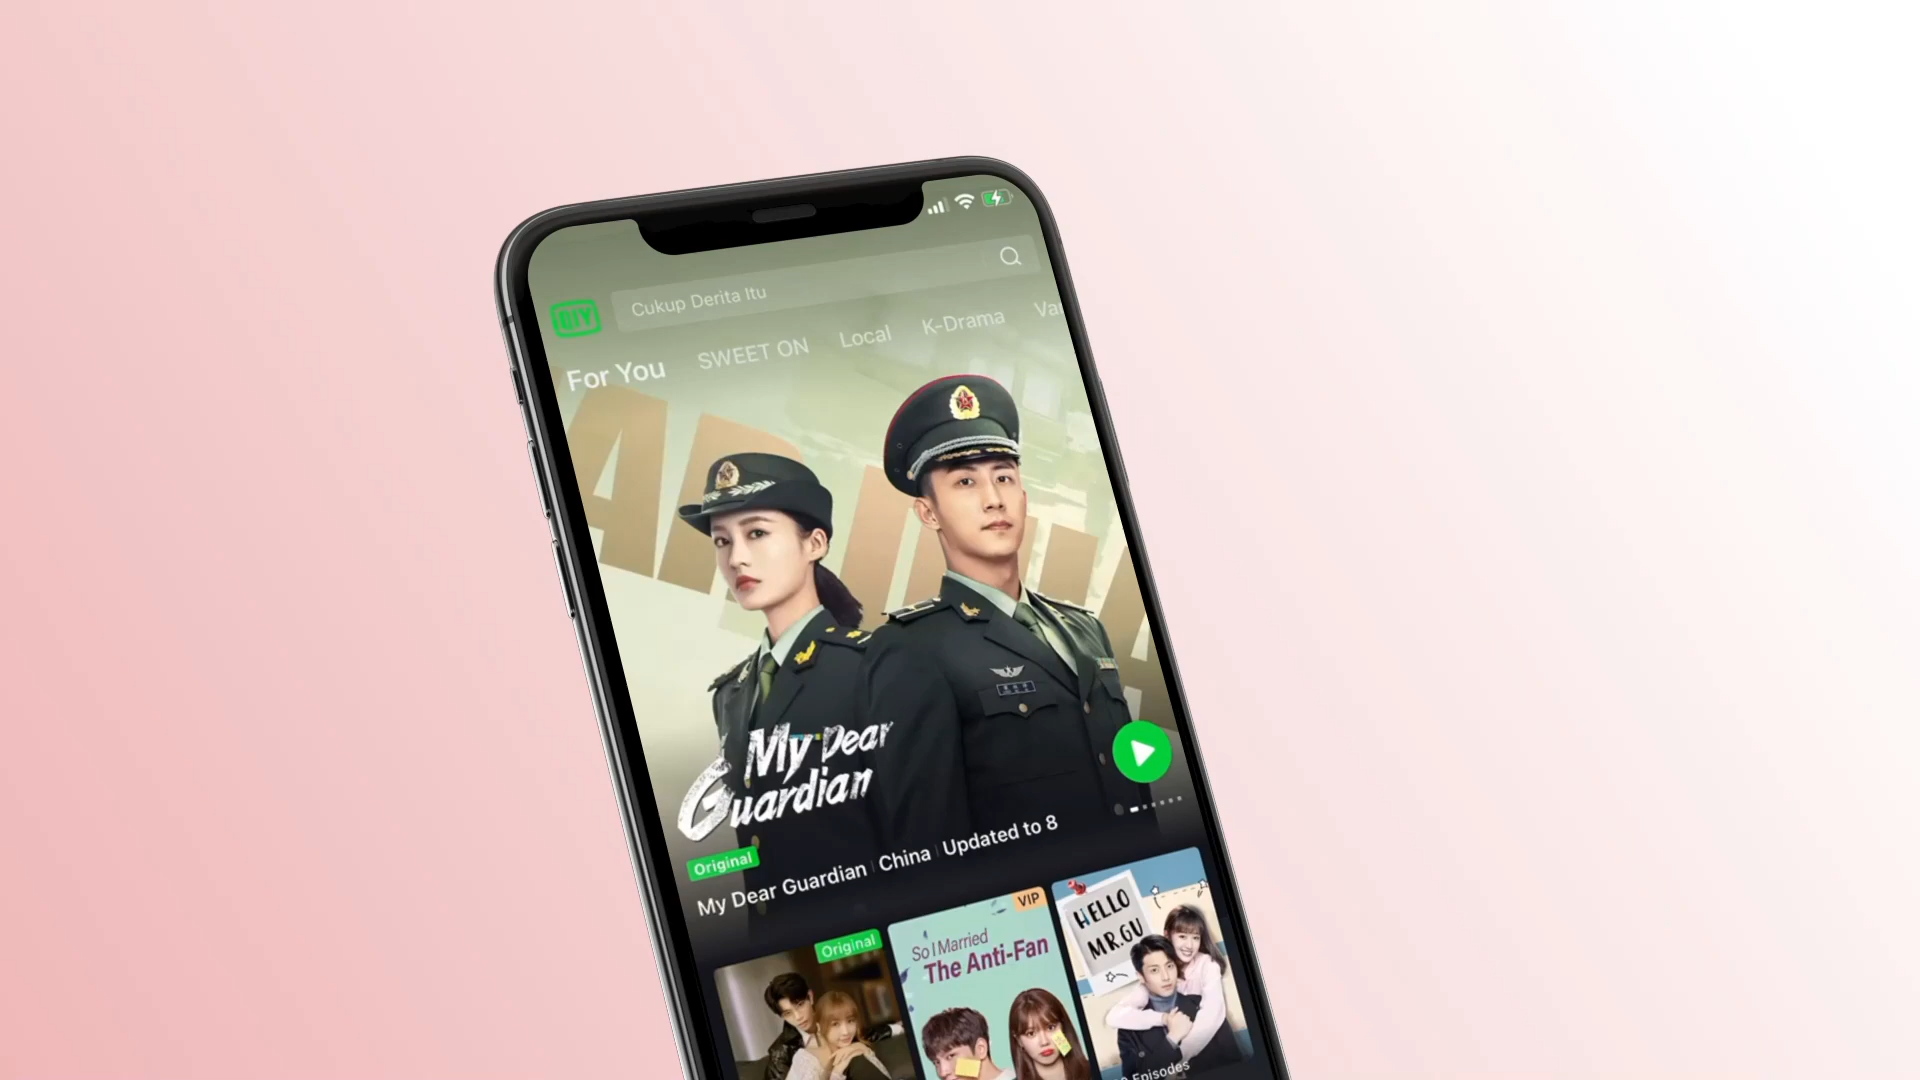 Cukup Derita Itu
iQIYI
For You
SWEET ON
Local
K-Drama
Va
My Dear
Guardian
Original
My Dear Guardian | China | Updated to 8
Original
VIP
So I Married
The Anti-Fan
HELLO
MR.GU
Episodes